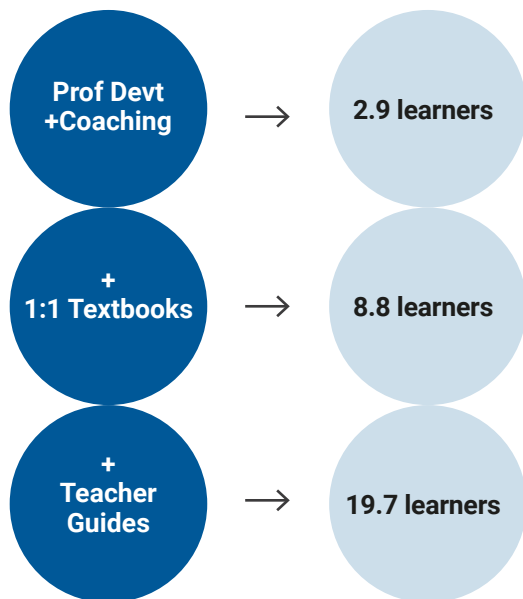 Prof Devt
+Coaching
2.9 learners
+
1:1 Textbooks
8.8 learners
+
Teacher
Guides
19.7 learners